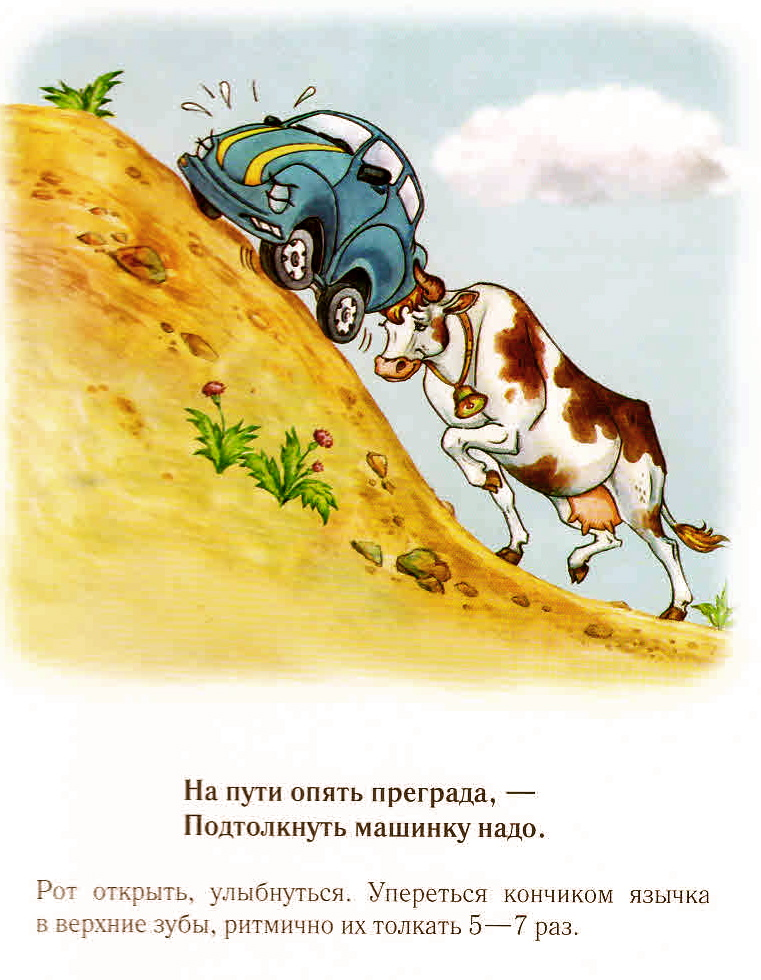 На пути опять преграда, —
Подтолкнуть машинку надо.
Рот открыть, улыбнуться. Упереться кончиком язычка
в верхние зубы, ритмично их толкать 5—7 раз.